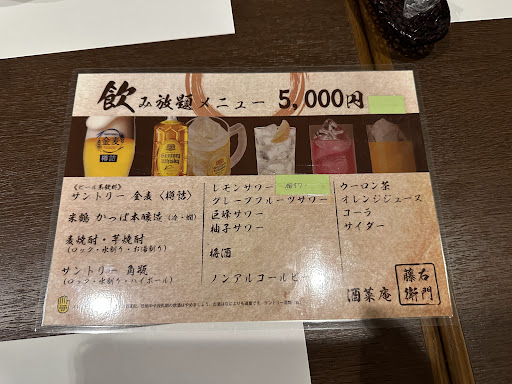 飲み放題メニュー 5,000円
金麦
樽詰
《ビール系飲料》
サントリー 金麦〈樽詰〉
米鶴 かっぱ本醸造（冷・燗）
麦焼酎・芋焼酎
（ロック・水割り・お湯割り）
サントリー 角瓶
（ロック・水割り・ハイボール）
レモンサワー
グレープフルーツサワー
巨峰サワー
柚子サワー
梅酒
ノンアルコールビ
ウーロン茶
オレンジジュース
コーラ
サイダー
酒菜庵
藤右衛門